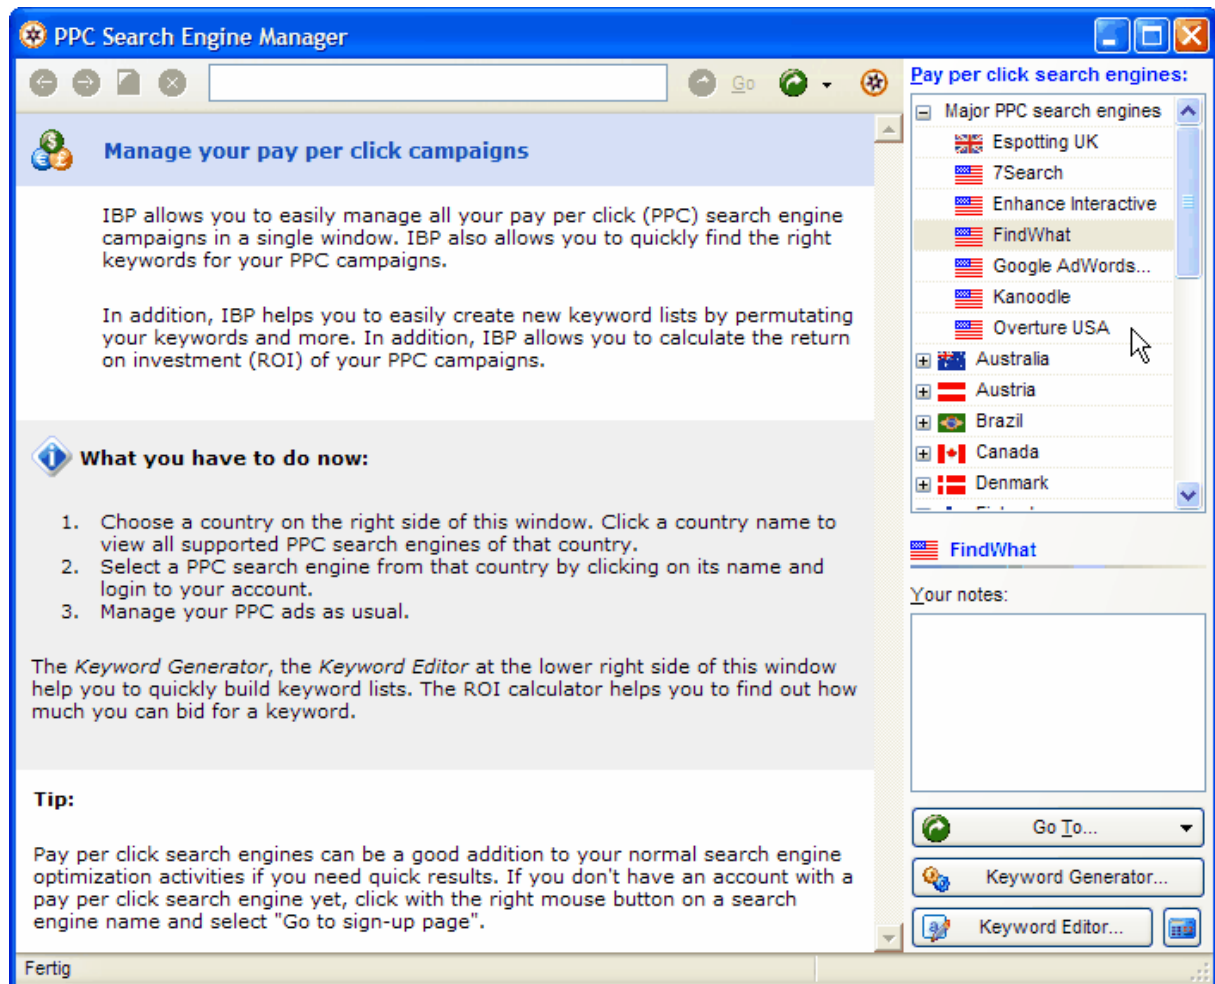 PPC Search Engine Manager
Go
Manage your pay per click campaigns
IBP allows you to easily manage all your pay per click (PPC) search engine
campaigns in a single window. IBP also allows you to quickly find the right
keywords for your PPC campaigns.
In addition, IBP helps you to easily create new keyword lists by permutating
your keywords and more. In addition, IBP allows you to calculate the return
on investment (ROI) of your PPC campaigns.
What you have to do now:
1. Choose a country on the right side of this window. Click a country name to
view all supported PPC search engines of that country.
2. Select a PPC search engine from that country by clicking on its name and
login to your account.
3. Manage your PPC ads as usual.
The Keyword Generator, the Keyword Editor at the lower right side of this window
help you to quickly build keyword lists. The ROI calculator helps you to find out how
much you can bid for a keyword.
Tip:
Pay per click search engines can be a good addition to your normal search engine
optimization activities if you need quick results. If you don't have an account with a
pay per click search engine yet, click with the right mouse button on a search
engine name and select "Go to sign-up page".
Pay per click search engines:
Major PPC search engines
Espotting UK
7Search
Enhance Interactive
FindWhat
Google AdWords...
Kanoodle
Overture USA
Australia
Austria
Brazil
Canada
Denmark
FindWhat
Your notes:
Go To...
Keyword Generator...
Keyword Editor...
Fertig